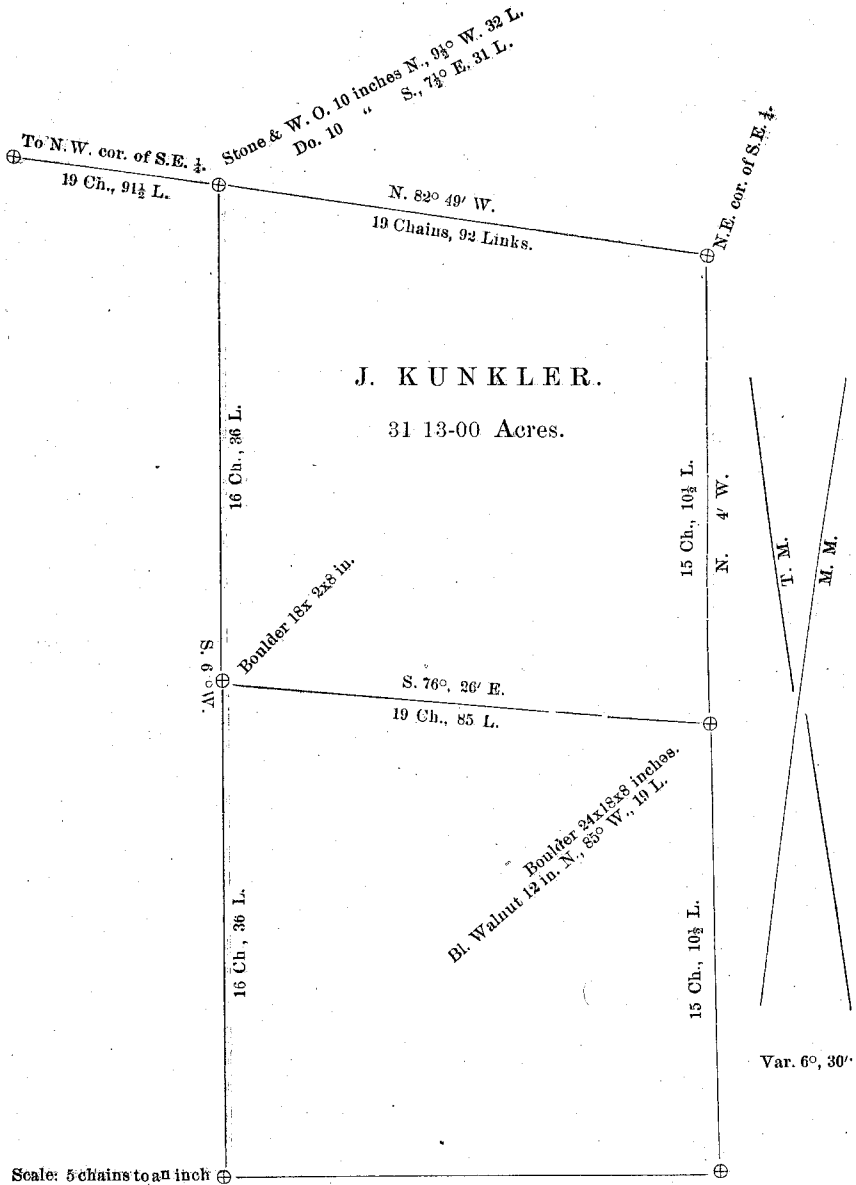 Stone & W. O. 10 inches N., 9½° W. 32 L.
Do. 10 " S., 7½° E, 31 L.
To N. W. cor. of S.E. ¼.
19 Ch., 91½ L.
N. 82° 49′ W.
19 Chains, 92 Links.
N.E. cor. of S.E. ¼.
J. KUNKLER.
31 13-00 Acres.
16 Ch., 36 L.
15 Ch., 10½ L.
N. 4′ W.
T. M.
M. M.
Boulder 18x 2x8 in.
S. 6° W.
S. 76°, 26′ E.
19 Ch., 85 L.
Boulder 24x18x8 inches.
Bl. Walnut 12 in. N., 85° W., 19 L.
16 Ch, 36 L.
15 Ch., 10½ L.
Var. 6°, 30′
Scale: 5 chains to an inch